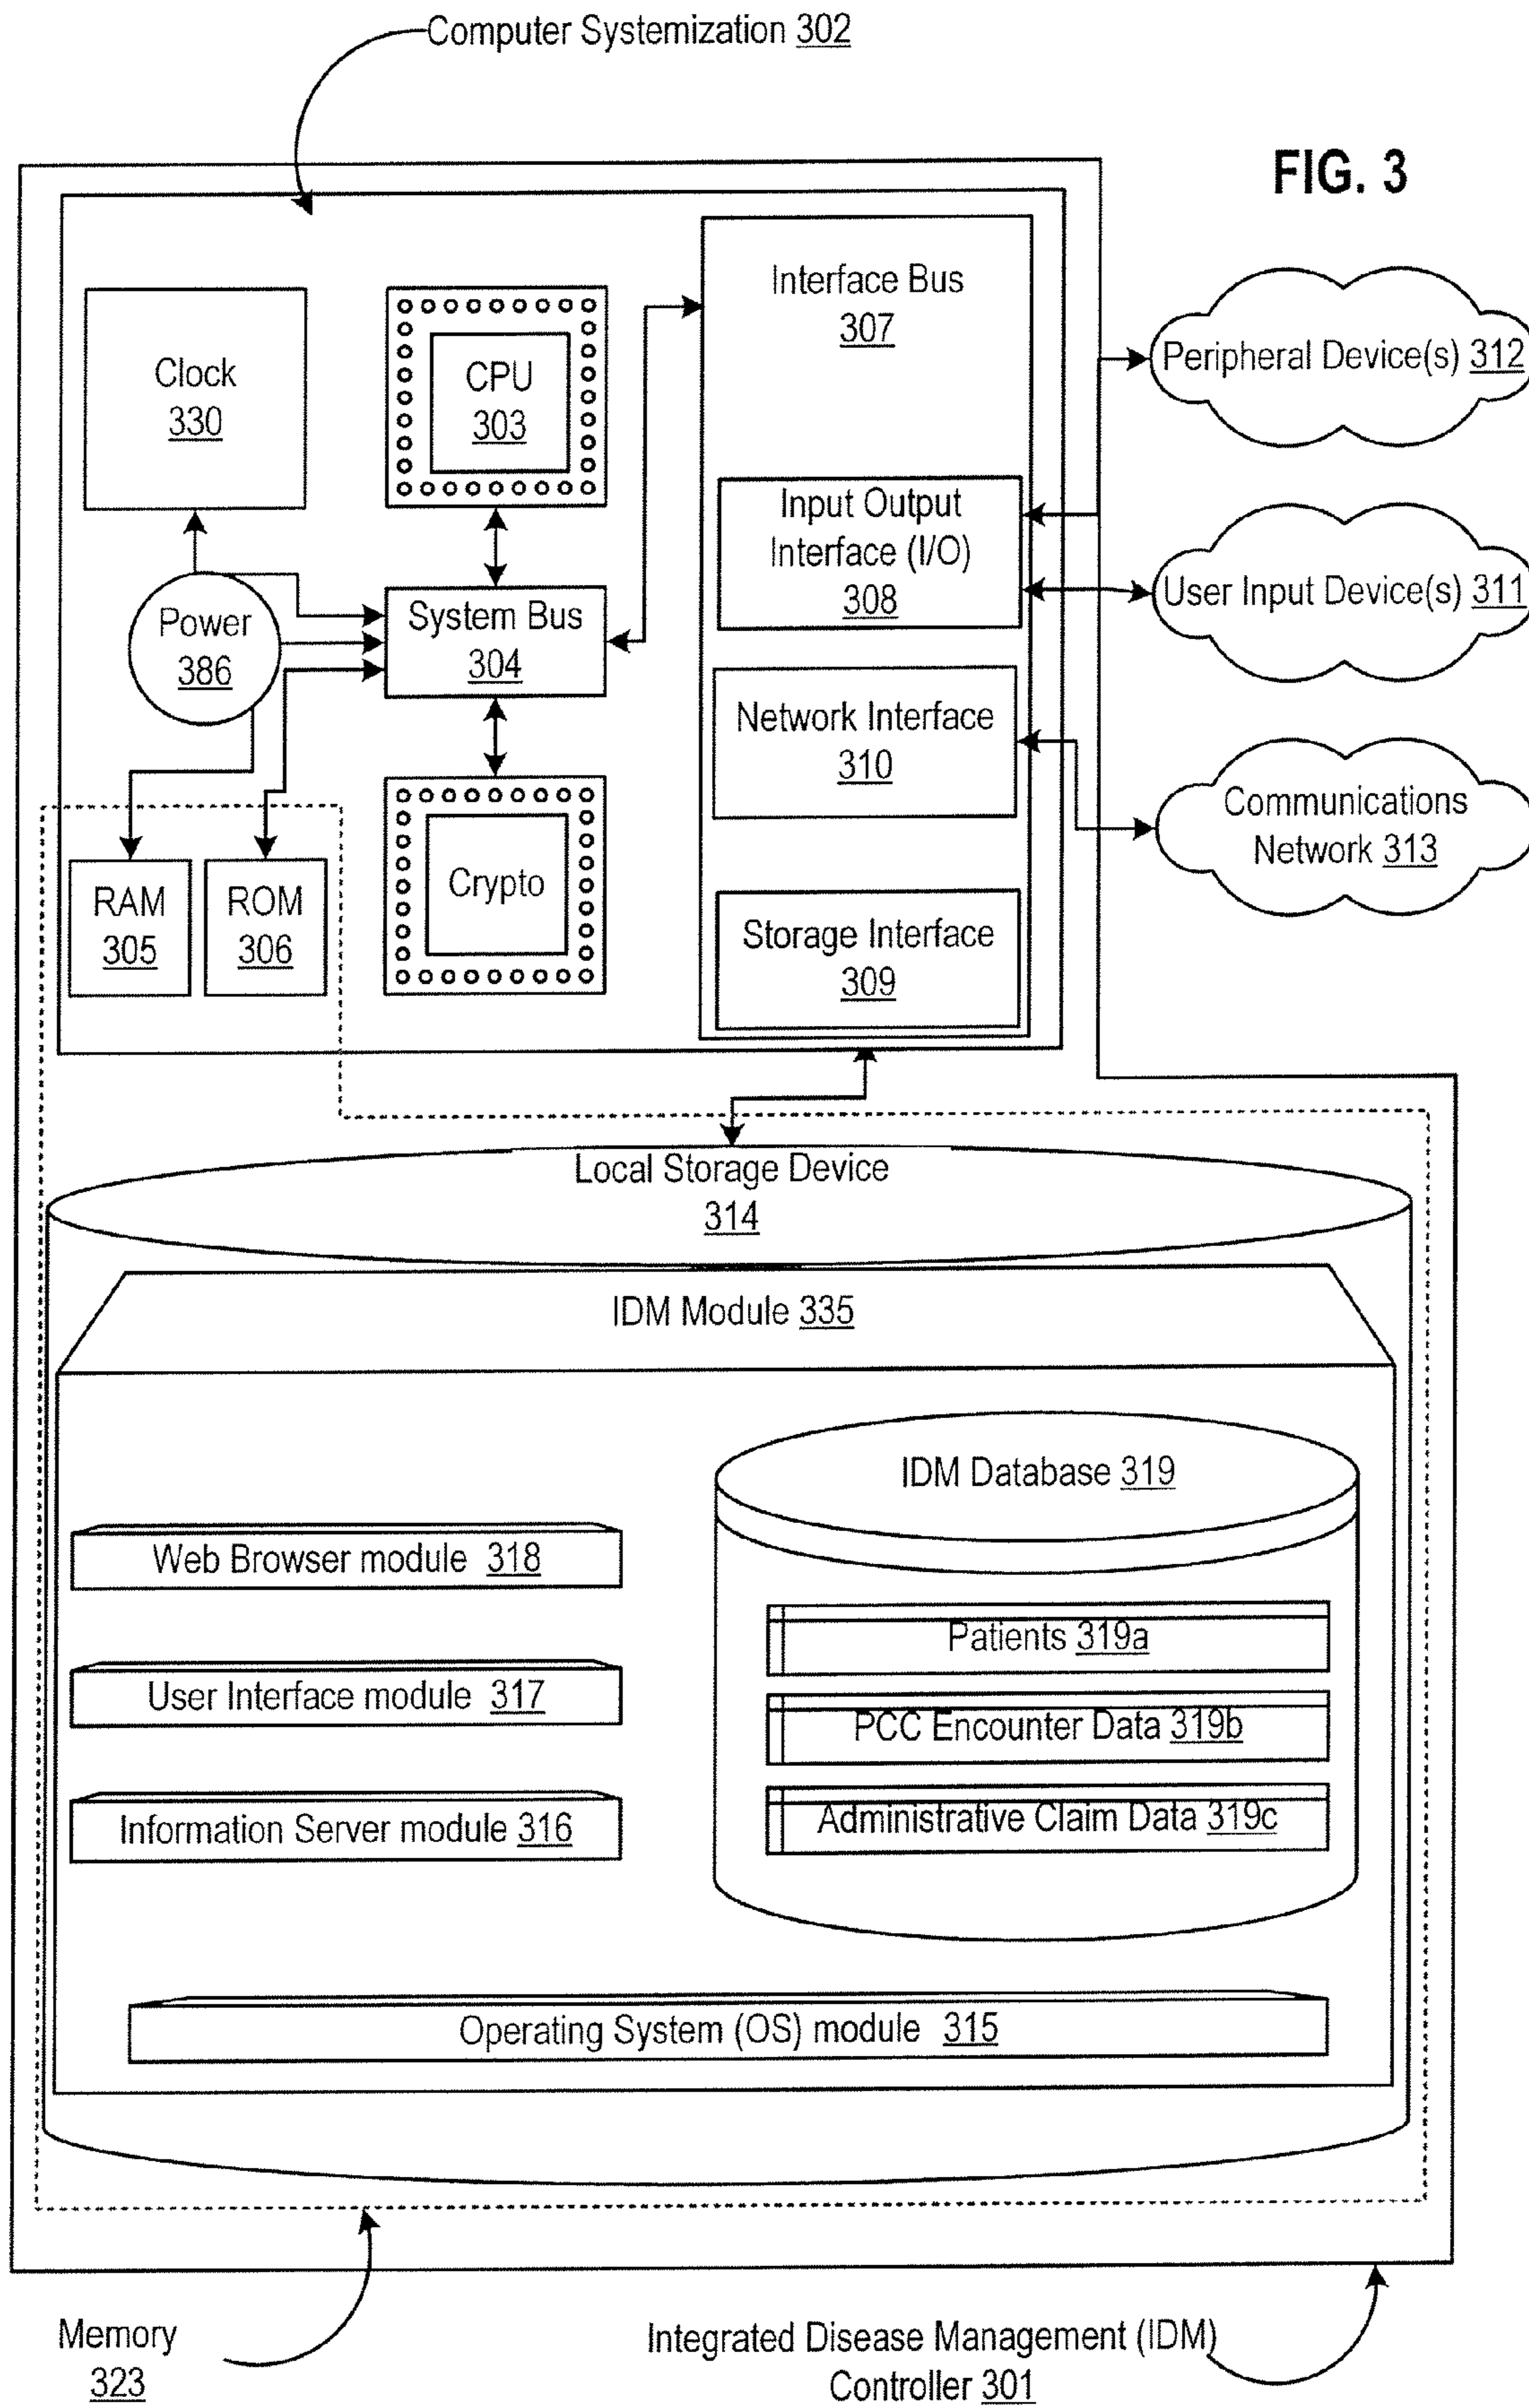 Computer Systemization 302
FIG. 3
Clock
330
CPU
303
Interface Bus
307
Peripheral Device(s) 312
Input Output
Interface (I/O)
308
User Input Device(s) 311
Power
386
System Bus
304
Network Interface
310
Communications
Network 313
RAM
305
ROM
306
Crypto
Storage Interface
309
Local Storage Device
314
IDM Module 335
IDM Database 319
Web Browser module 318
Patients 319a
User Interface module 317
PCC Encounter Data 319b
Information Server module 316
Administrative Claim Data 319c
Operating System (OS) module 315
Memory
323
Integrated Disease Management (IDM)
Controller 301